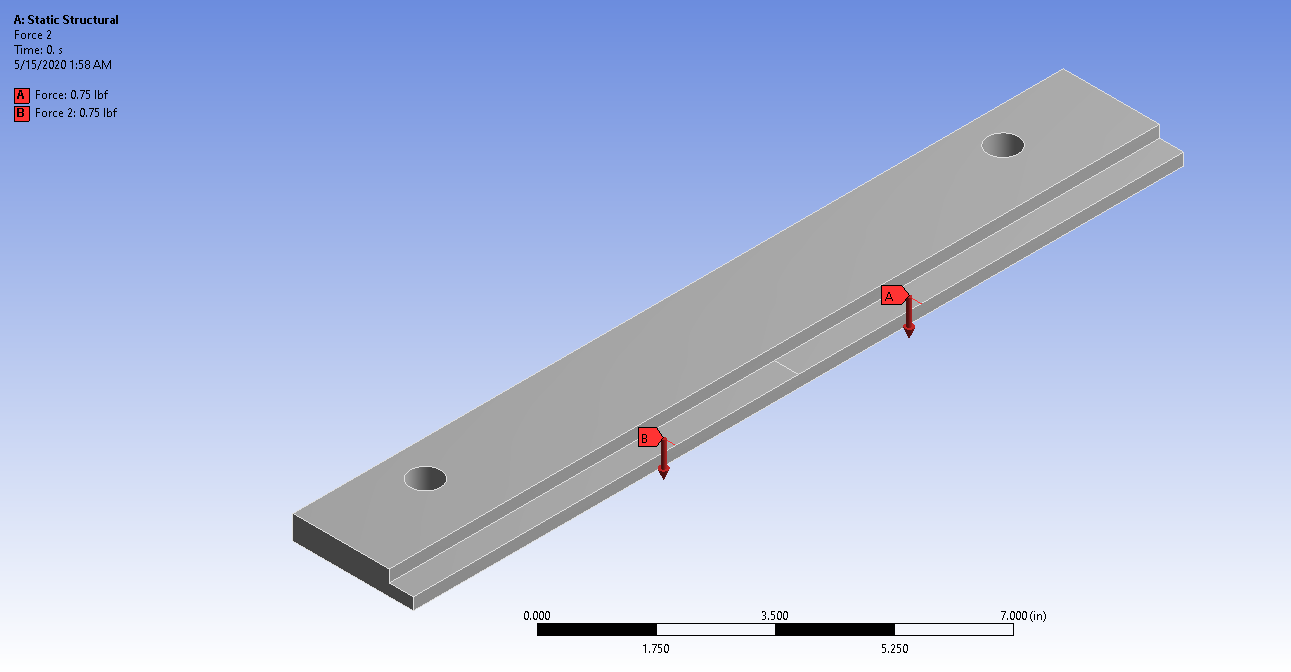 A: Static Structural
Force 2
Time: 0. s
5/15/2020 1:58 AM
A Force: 0.75 lbf
B Force 2: 0.75 lbf
A
B
0.000 3.500 7.000 (in)
1.750 5.250